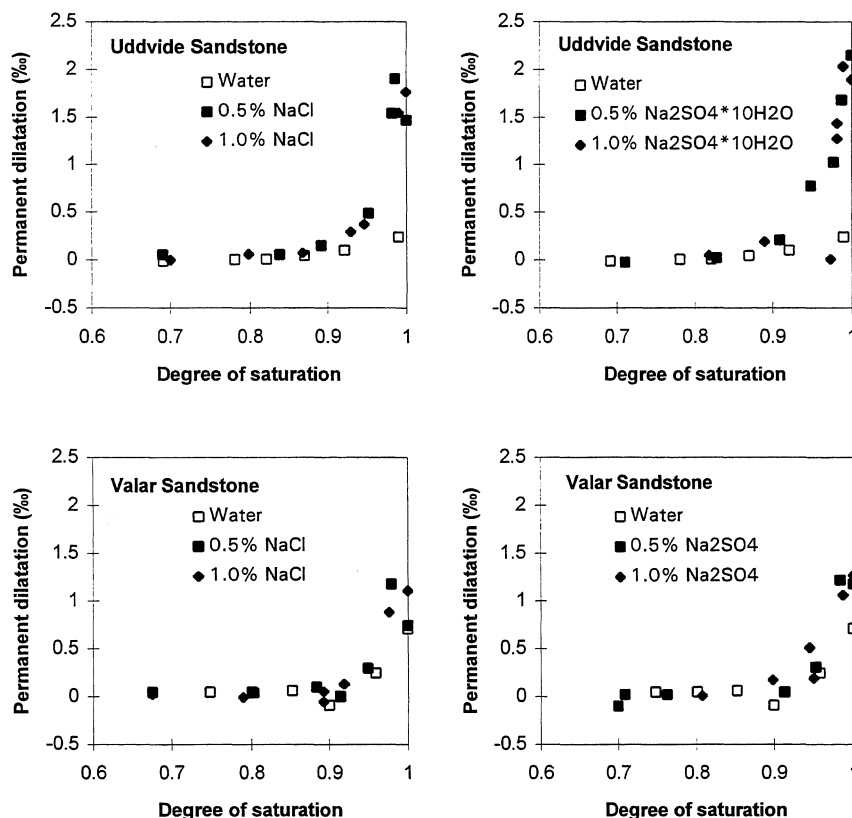 Uddvide Sandstone
Water
0.5% NaCl
1.0% NaCl
Permanent dilatation (‰)
2.5
2
1.5
1
0.5
0
-0.5
0.6
0.7
0.8
0.9
1
Degree of saturation
Uddvide Sandstone
Water
0.5% Na2SO4*10H2O
1.0% Na2SO4*10H2O
Permanent dilatation (‰)
2.5
2
1.5
1
0.5
0
-0.5
0.6
0.7
0.8
0.9
1
Degree of saturation
Valar Sandstone
Water
0.5% NaCl
1.0% NaCl
Permanent dilatation (‰)
2.5
2
1.5
1
0.5
0
-0.5
0.6
0.7
0.8
0.9
1
Degree of saturation
Valar Sandstone
Water
0.5% Na2SO4
1.0% Na2SO4
Permanent dilatation (‰)
2.5
2
1.5
1
0.5
0
-0.5
0.6
0.7
0.8
0.9
1
Degree of saturation